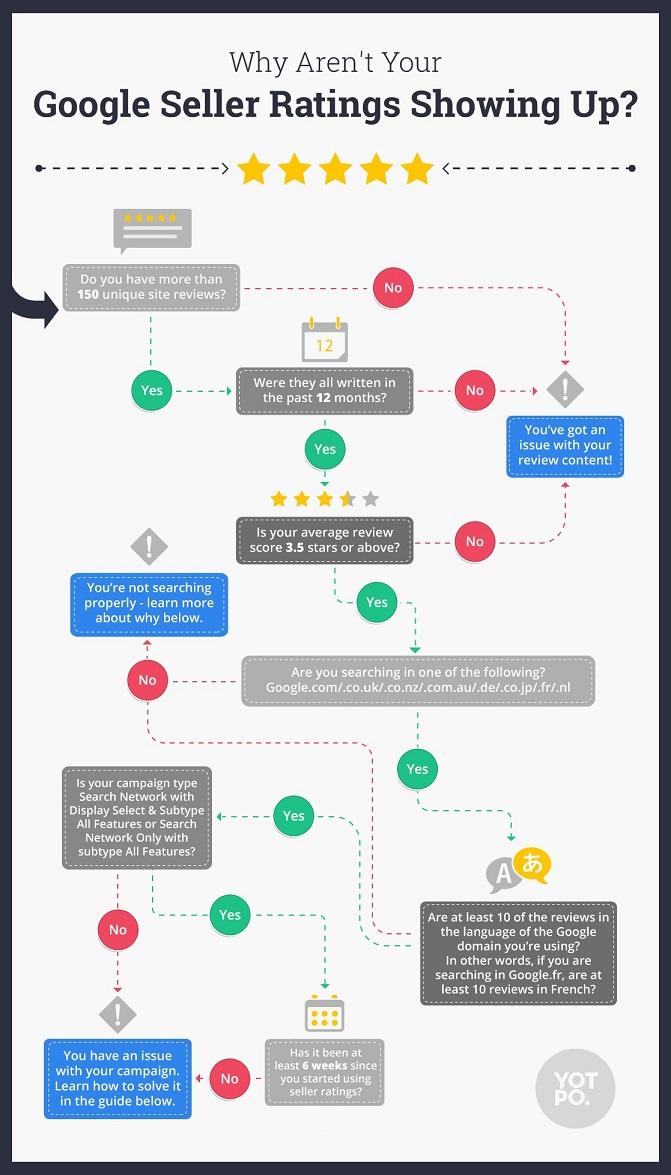 Why Aren't Your
Google Seller Ratings Showing Up?
Do you have more than
150 unique site reviews?
No
12
Yes
Were they all written in
the past 12 months?
No
!
You've got an
issue with your
review content!
Yes
Is your average review
score 3.5 stars or above?
No
!
You're not searching
properly - learn more
about why below.
Yes
No
Are you searching in one of the following?
Google.com/.co.uk/.co.nz/.com.au/.de/.co.jp/.fr/.nl
Yes
Is your campaign type
Search Network with
Display Select & Subtype
All Features or Search
Network Only with
subtype All Features?
Yes
A あ
Are at least 10 of the reviews in
the language of the Google
domain you're using?
In other words, if you are
searching in Google.fr, are at
least 10 reviews in French?
No
Yes
!
You have an issue
with your campaign.
Learn how to solve it
in the guide below.
No
Has it been at
least 6 weeks since
you started using
seller ratings?
YOT
PO.